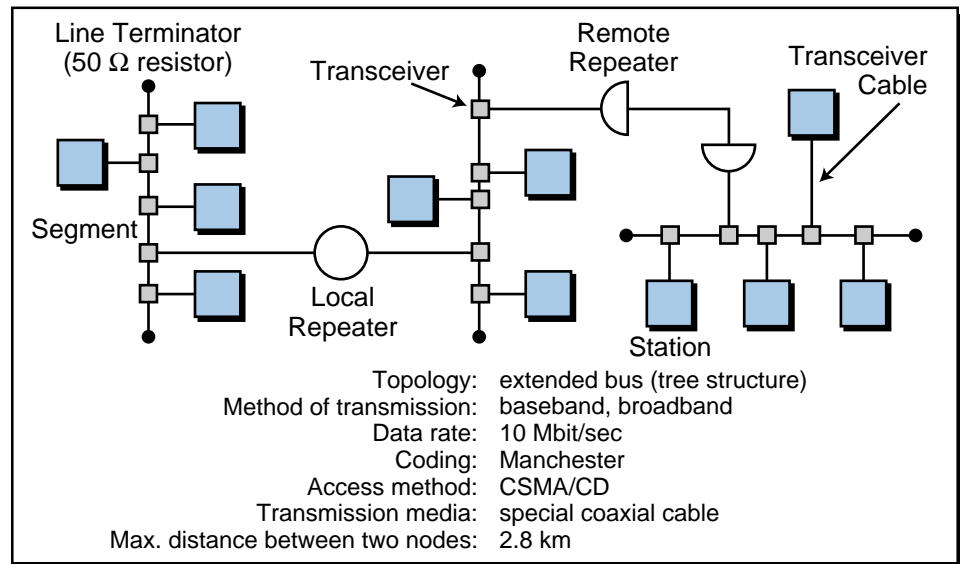 Line Terminator
(50 Ω resistor)
Transceiver
Remote
Repeater
Transceiver
Cable
Segment
Local
Repeater
Station
Topology: extended bus (tree structure)
Method of transmission: baseband, broadband
Data rate: 10 Mbit/sec
Coding: Manchester
Access method: CSMA/CD
Transmission media: special coaxial cable
Max. distance between two nodes: 2.8 km